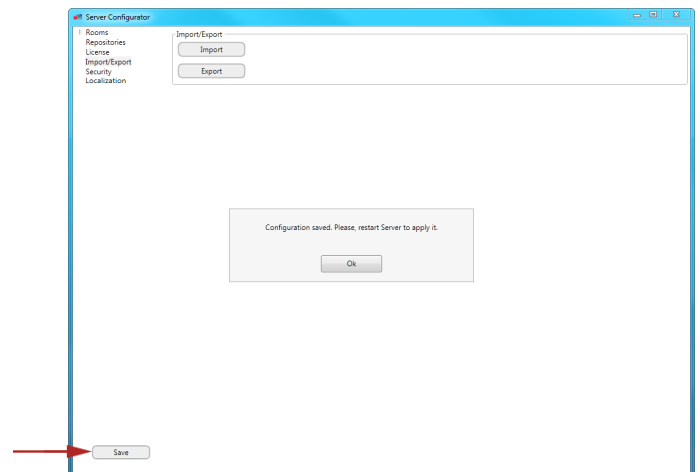 Server Configurator
Rooms
Repositories
License
Import/Export
Security
Localization
Import/Export
Import
Export
Configuration saved. Please, restart Server to apply it.
Ok
Save